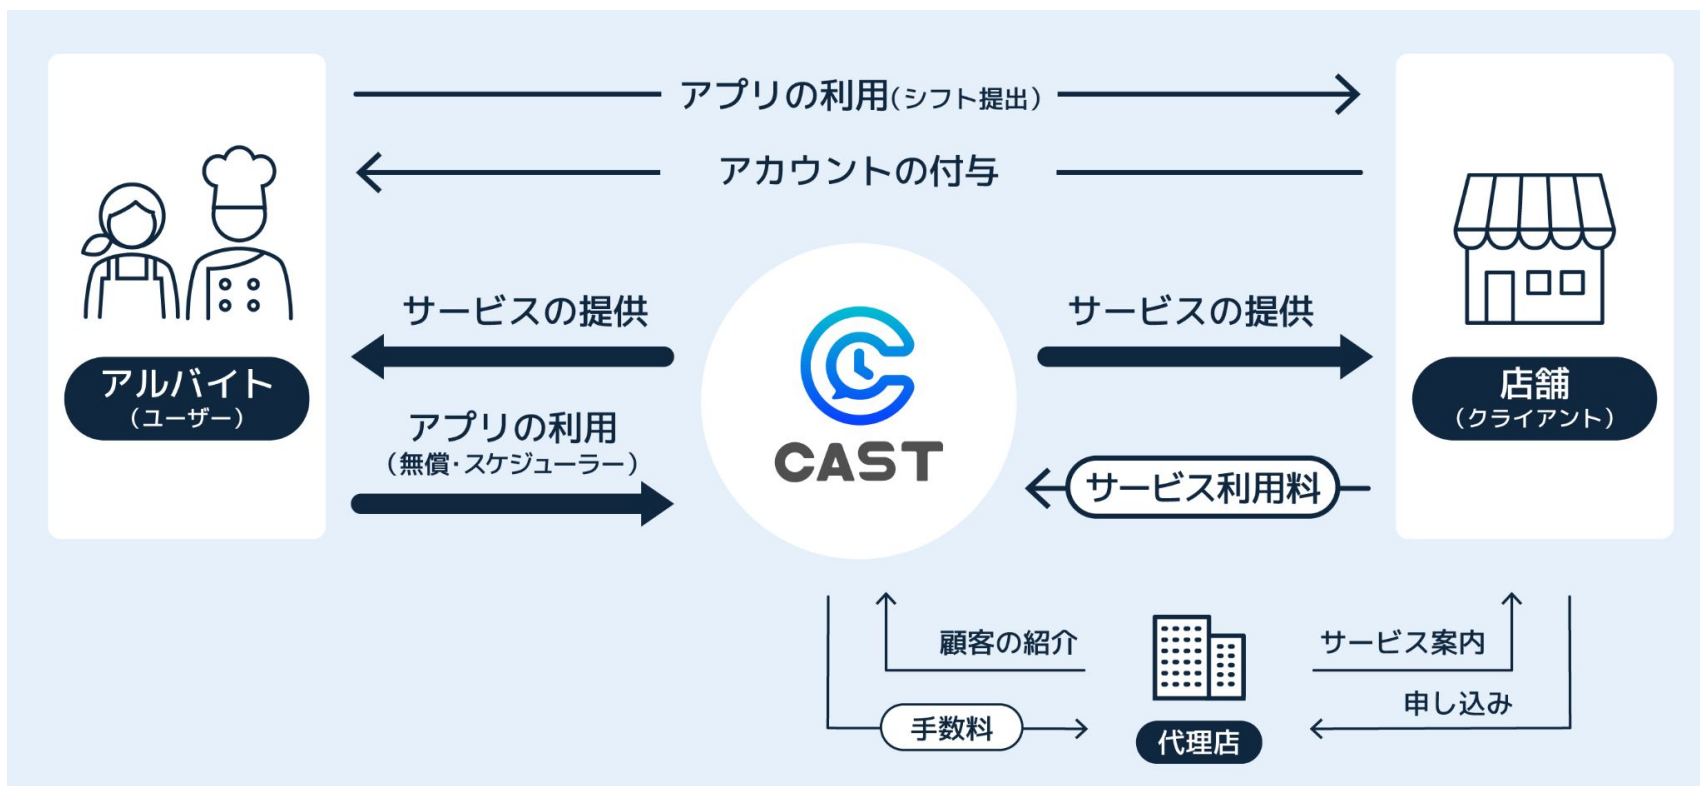 アプリの利用(シフト提出)
アカウントの付与
サービスの提供
サービスの提供
アルバイト
(ユーザー)
店舗
(クライアント)
アプリの利用
(無償・スケジューラー)
CAST
サービス利用料
顧客の紹介
サービス案内
申し込み
手数料
代理店